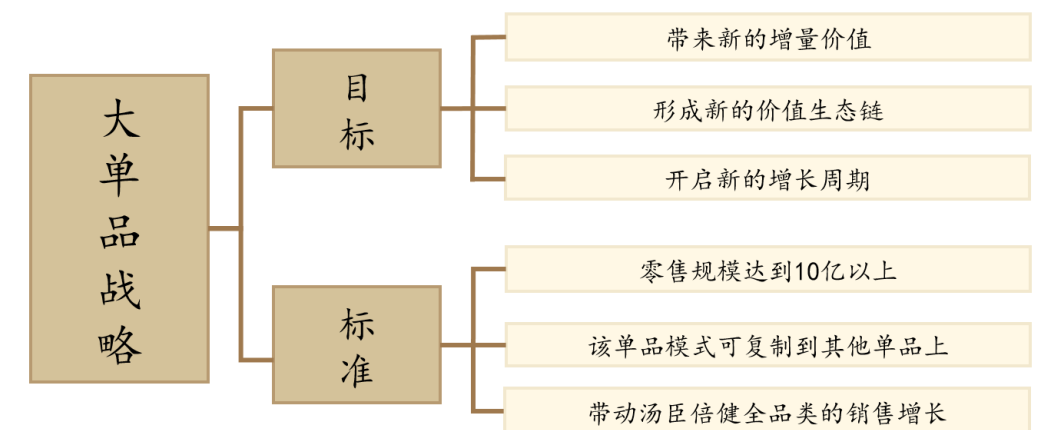 大单品战略
目标
带来新的增量价值
形成新的价值生态链
开启新的增长周期
标准
零售规模达到10亿以上
该单品模式可复制到其他单品上
带动汤臣倍健全品类的销售增长